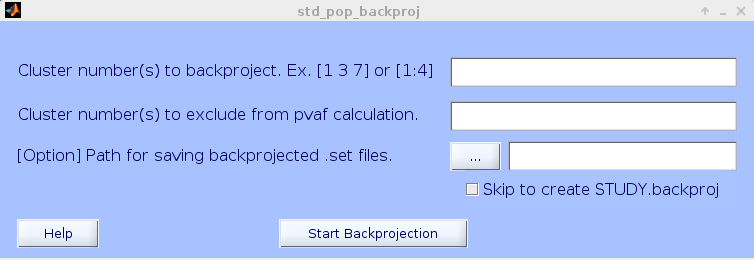 std_pop_backproj
Cluster number(s) to backproject. Ex. [1 3 7] or [1:4]
Cluster number(s) to exclude from pvaf calculation.
[Option] Path for saving backprojected .set files.
...
Skip to create STUDY.backproj
Help
Start Backprojection